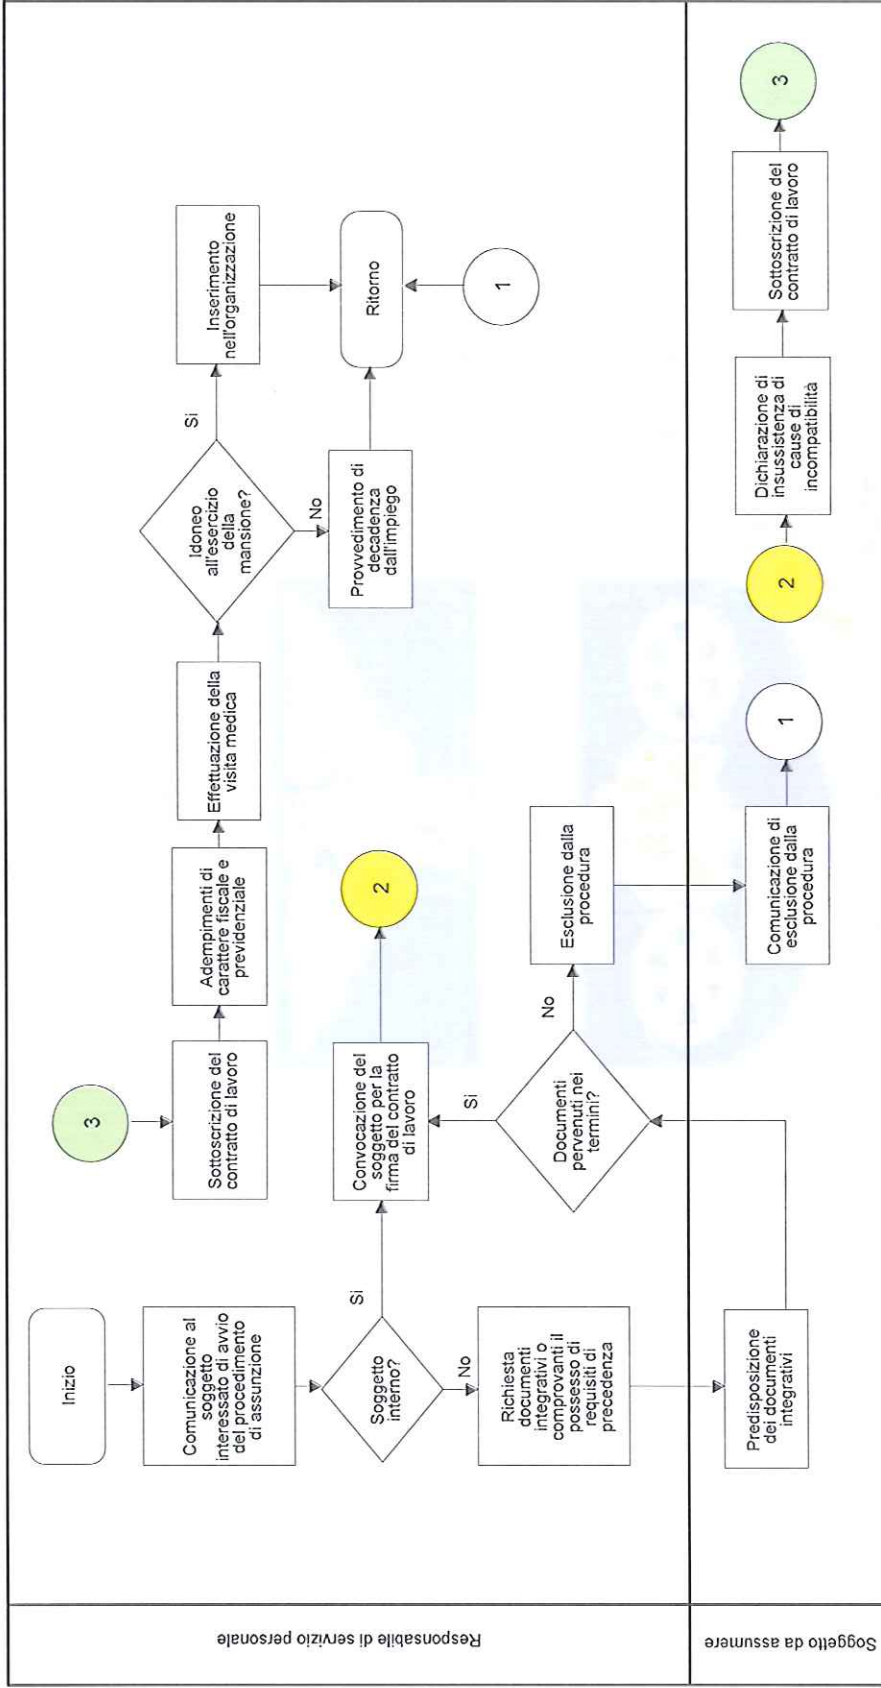 Responsabile di servizio personale
Inizio
Comunicazione al
soggetto
interessato di avvio
del procedimento
di assunzione
Soggetto
interno?
Si
No
Richiesta
documenti
integrativi o
comprovanti il
possesso di
requisiti di
precedenza
3
Sottoscrizione del
contratto di lavoro
Adempimenti di
carattere fiscale e
previdenziale
Effettuazione della
visita medica
Idoneo
all'esercizio
della
mansione?
Si
No
Inserimento
nell'organizzazione
Provvedimento di
decadenza
dall'impiego
Ritorno
1
Convocazione del
soggetto per la
firma del contratto
di lavoro
2
Si
Documenti
pervenuti nei
termini?
No
Esclusione dalla
procedura
Soggetto da assumere
Predisposizione
dei documenti
integrativi
Comunicazione di
esclusione dalla
procedura
1
2
Dichiarazione di
insussistenza di
cause di
incompatibilità
Sottoscrizione del
contratto di lavoro
3